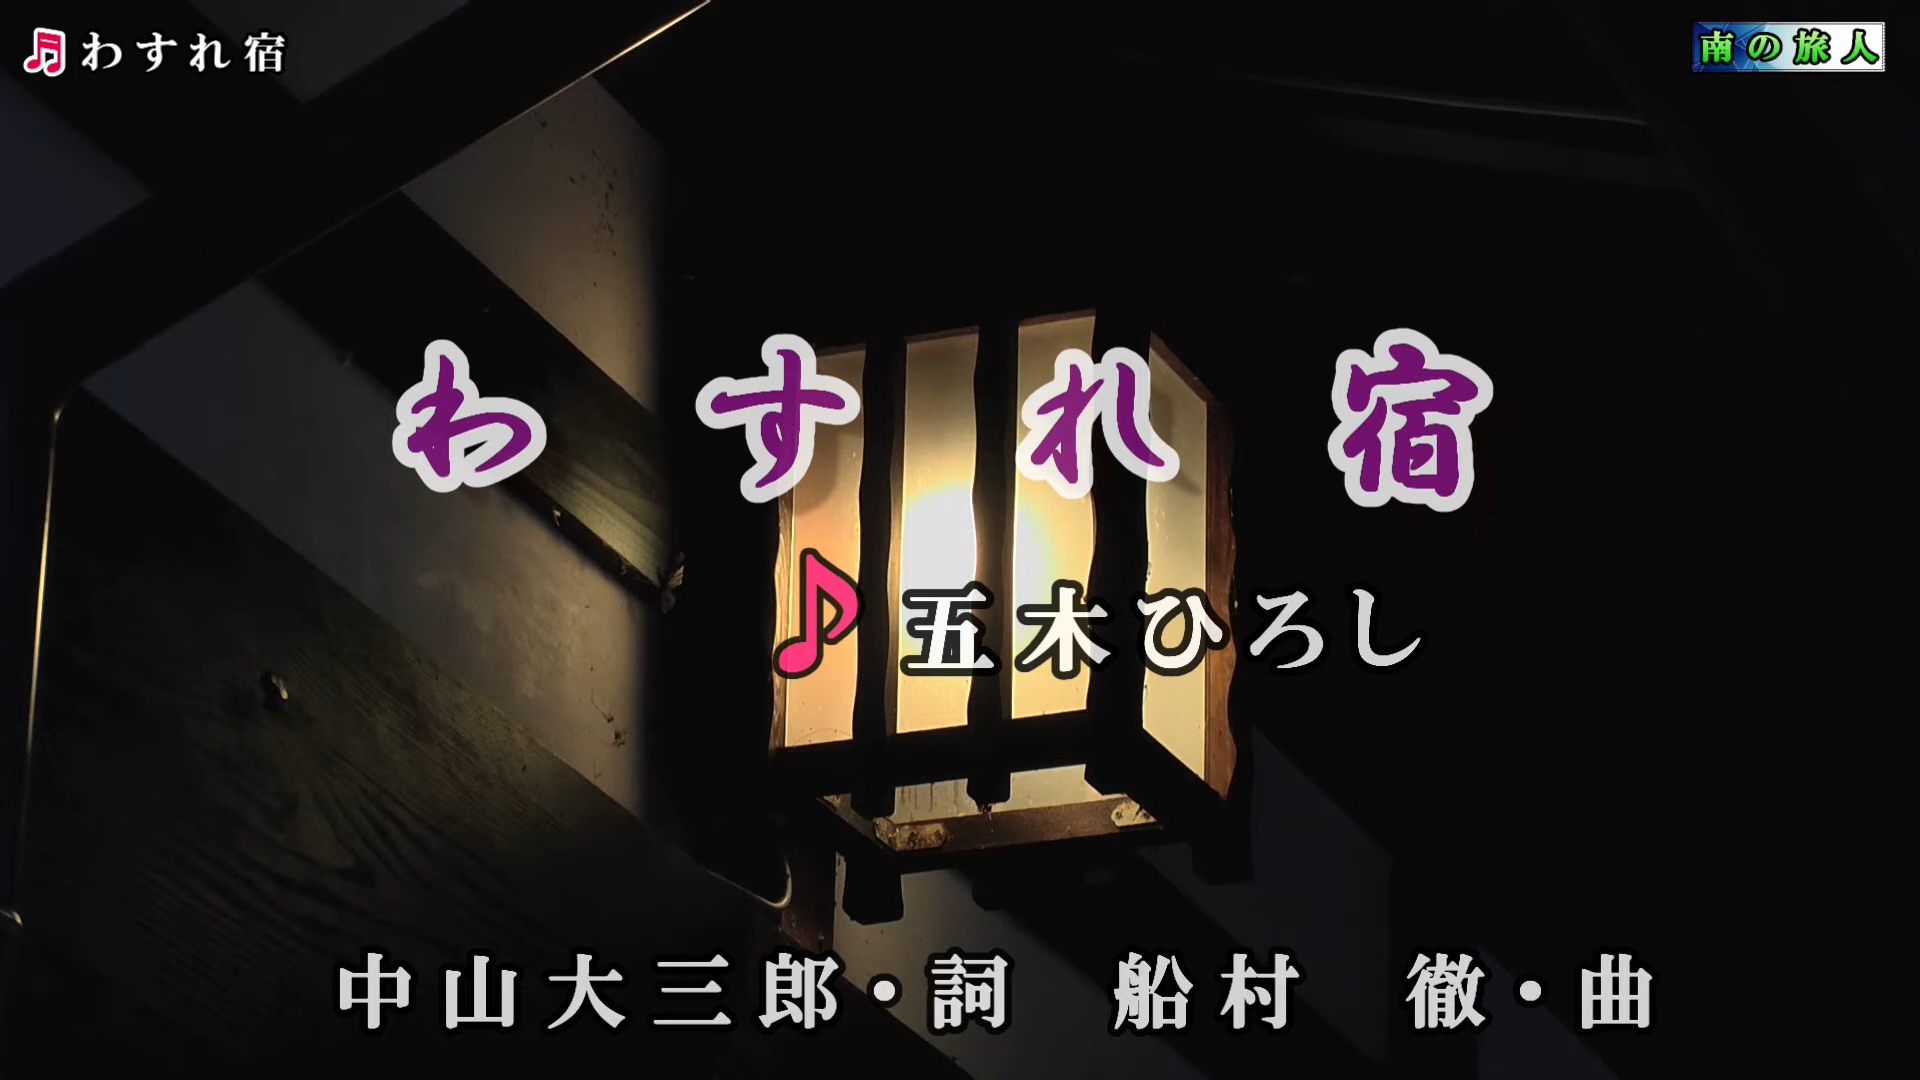 わすれ宿
南の旅人
わすれ宿
五木ひろし
中山大三郎・詞 船村 徹・曲